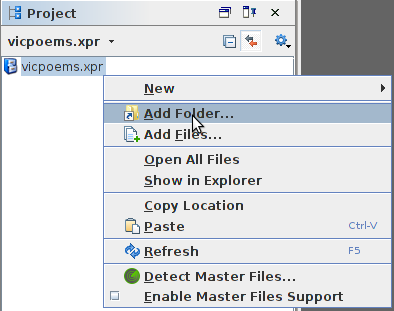 Project
vicpoems.xpr
vicpoems.xpr
New
Add Folder...
Add Files...
Open All Files
Show in Explorer
Copy Location
Paste Ctrl-V
Refresh F5
Detect Master Files...
Enable Master Files Support